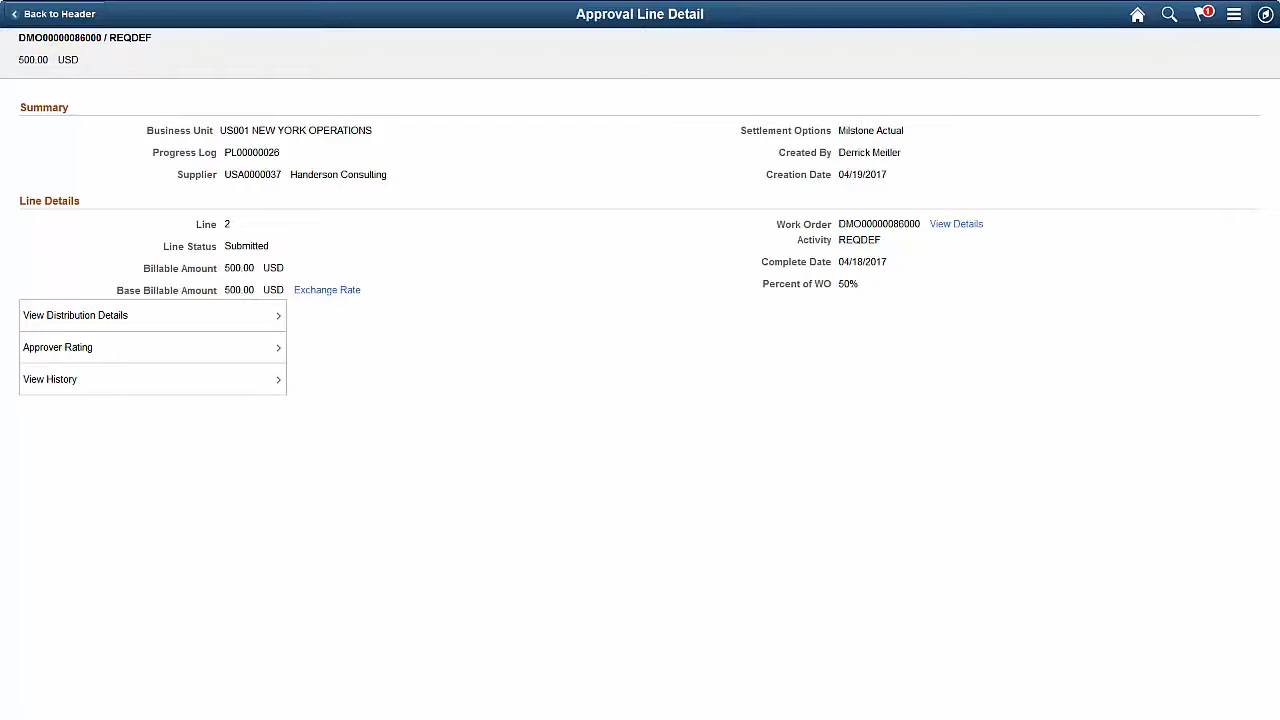 Back to Header
Approval Line Detail
1
DMO00000086000 / REQDEF
500.00 USD
Summary
Business Unit US001 NEW YORK OPERATIONS
Settlement Options Milstone Actual
Progress Log PL00000026
Created By Derrick Meitler
Supplier USA0000037 Handerson Consulting
Creation Date 04/19/2017
Line Details
Line 2
Work Order DMO00000086000 View Details
Activity REQDEF
Line Status Submitted
Complete Date 04/18/2017
Billable Amount 500.00 USD
Percent of WO 50%
Base Billable Amount 500.00 USD Exchange Rate
View Distribution Details
Approver Rating
View History